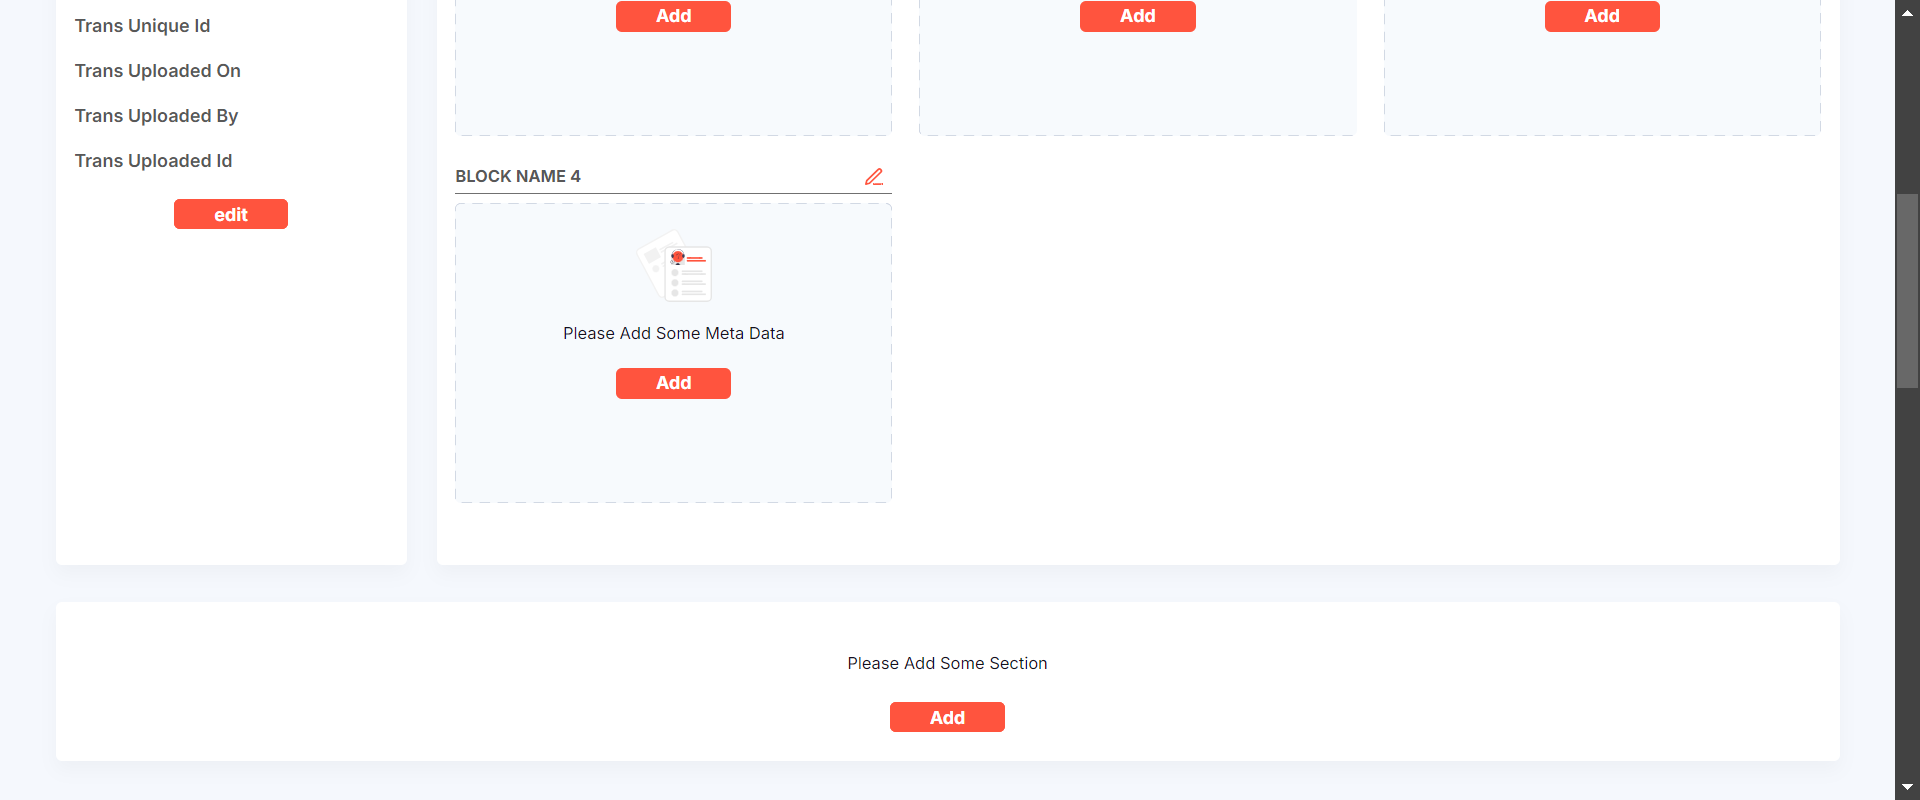 Trans Unique Id
Trans Uploaded On
Trans Uploaded By
Trans Uploaded Id
edit
Add
Add
Add
BLOCK NAME 4
Please Add Some Meta Data
Add
Please Add Some Section
Add